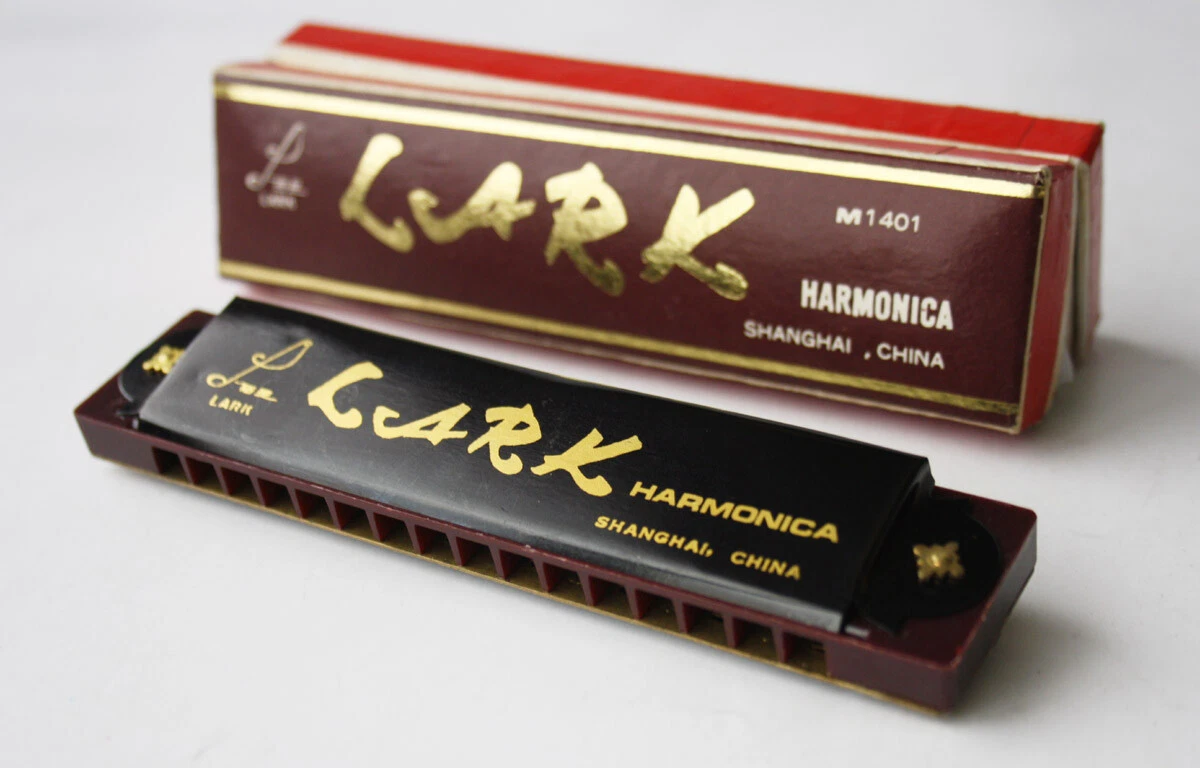 LARK
LARK
M1401
HARMONICA
SHANGHAI , CHINA
LARK
LARK
HARMONICA
SHANGHAI, CHINA